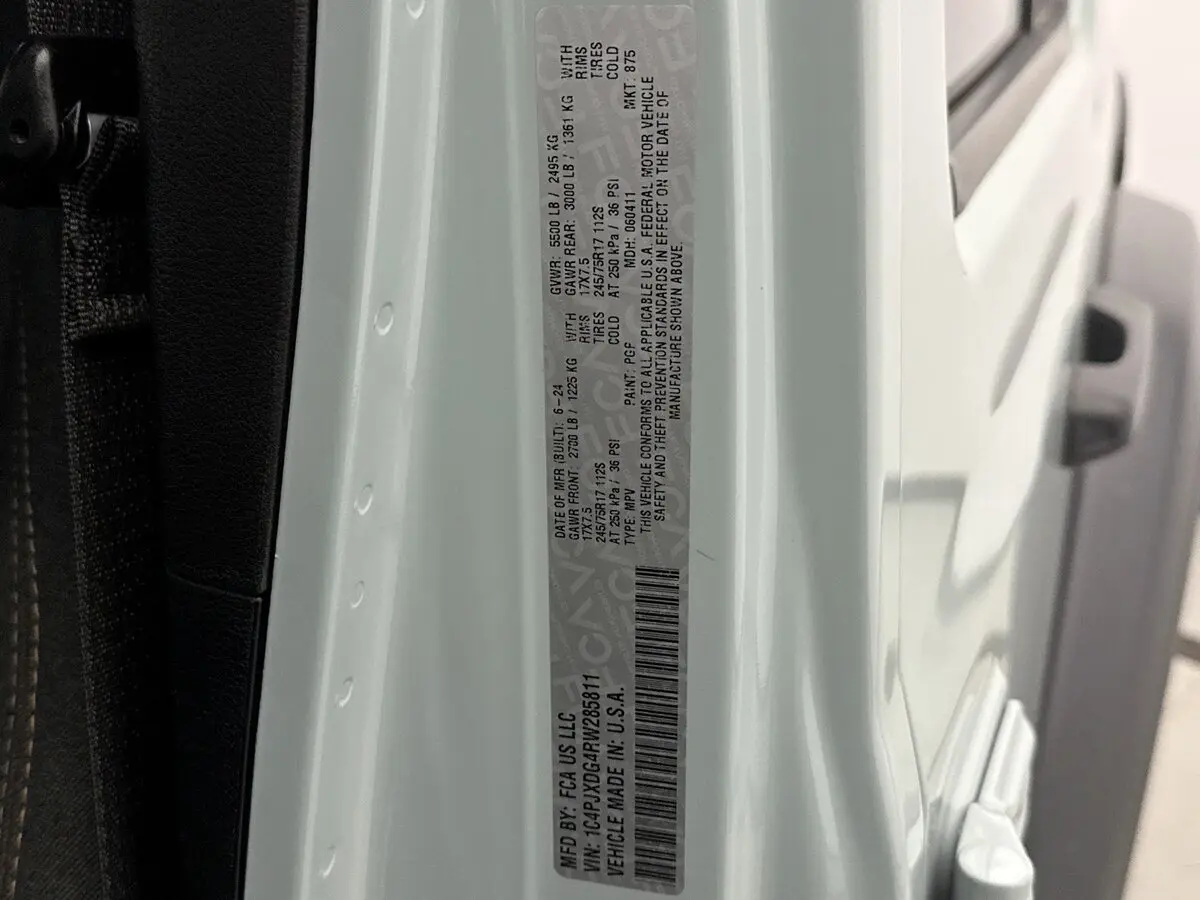 MFD BY: FCA US LLC
VIN: 1C4PJXDG4RW285811
VEHICLE MADE IN: U.S.A.
DATE OF MFR (BUILT): 6-24 GVWR: 5500 LB / 2495 KG
GAWR FRONT: 2700 LB / 1225 KG WITH GAWR REAR: 3000 LB / 1361 KG WITH
17X7.5 RIMS 17X7.5 RIMS
245/75R17 112S TIRES 245/75R17 112S TIRES
AT 250 kPa / 36 PSI COLD AT 250 kPa / 36 PSI COLD
TYPE: MPV PAINT: PGF MDH: 060411 MKT: 875
THIS VEHICLE CONFORMS TO ALL APPLICABLE U.S.A. FEDERAL MOTOR VEHICLE
SAFETY AND THEFT PREVENTION STANDARDS IN EFFECT ON THE DATE OF
MANUFACTURE SHOWN ABOVE.